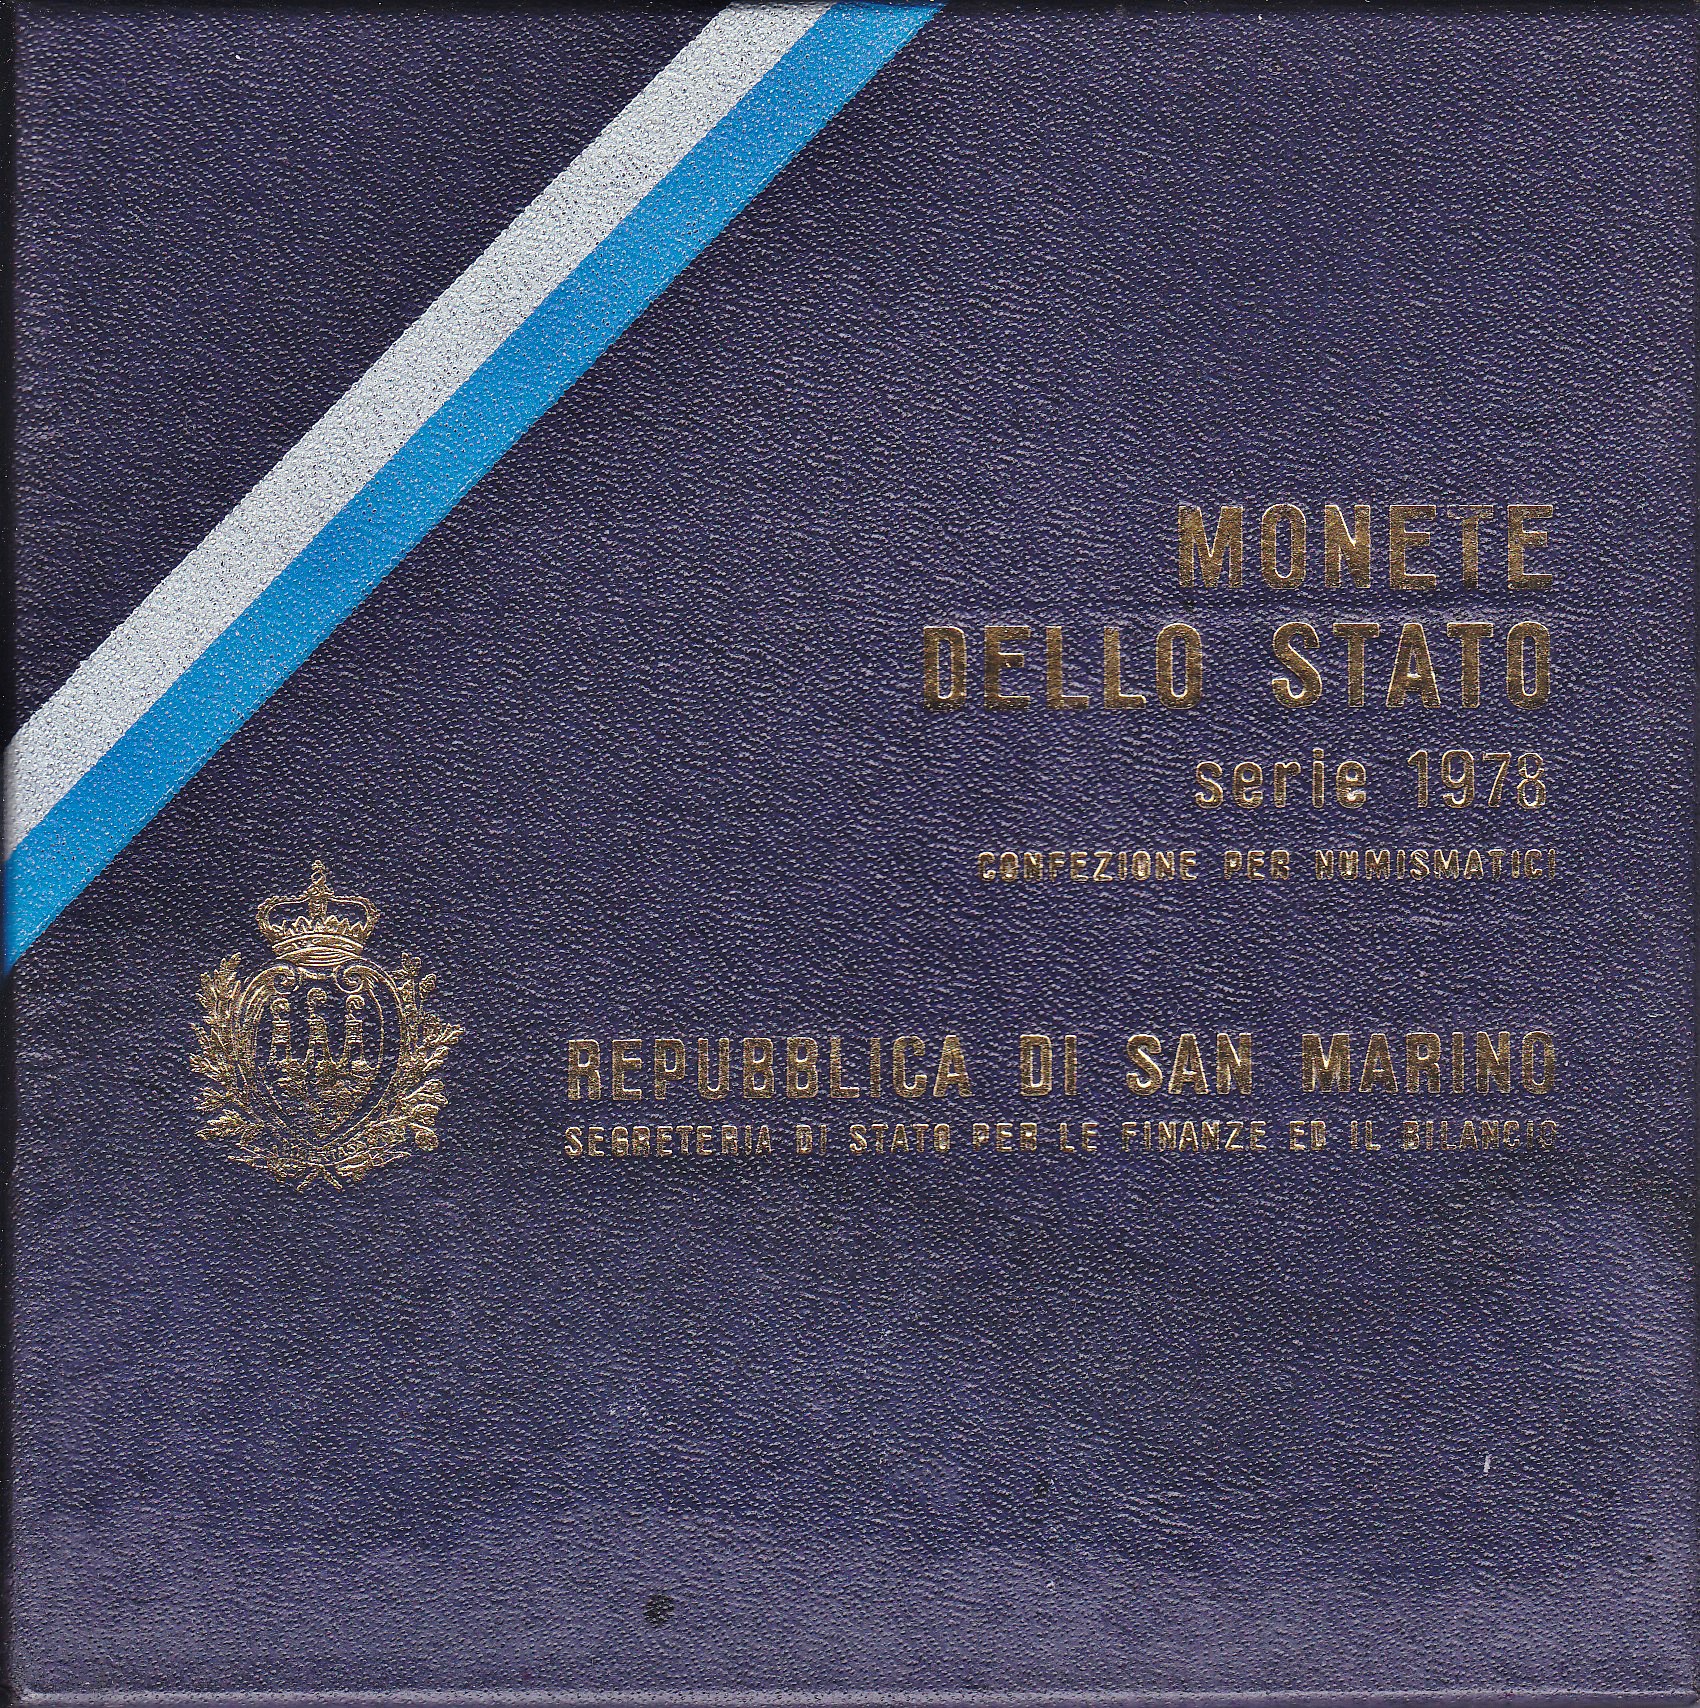 MONETE
DELLO STATO
serie 1978
CONFEZIONE PER NUMISMATICI
REPUBBLICA DI SAN MARINO
SEGRETERIA DI STATO PER LE FINANZE ED IL BILANCIO